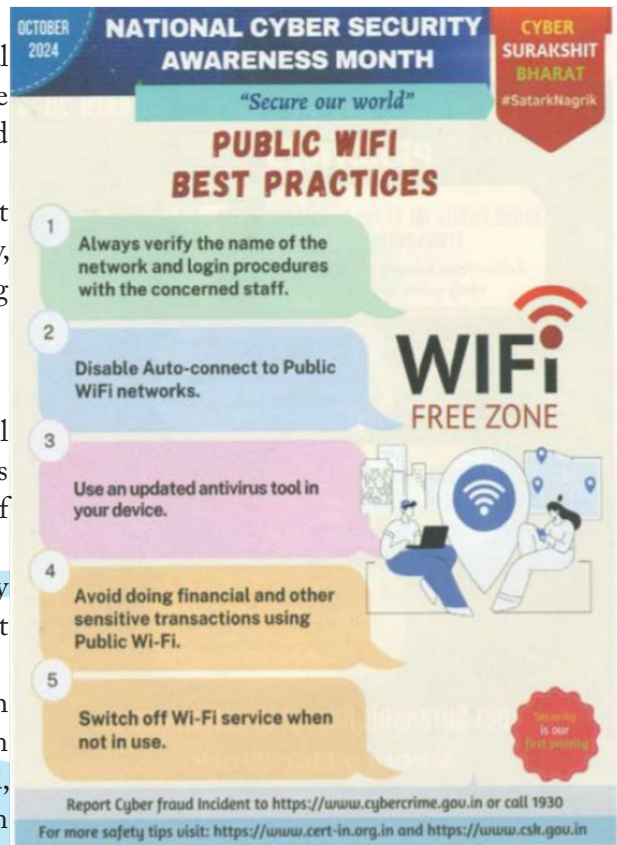 OCTOBER
2024
NATIONAL CYBER SECURITY
AWARENESS MONTH
CYBER
SURAKSHIT
BHARAT
#SatarkNagrik
"Secure our world"
PUBLIC WIFI
BEST PRACTICES
1
Always verify the name of the
network and login procedures
with the concerned staff.
2
Disable Auto-connect to Public
WiFi networks.
WIFi
FREE ZONE
3
Use an updated antivirus tool in
your device.
4
Avoid doing financial and other
sensitive transactions using
Public Wi-Fi.
5
Switch off Wi-Fi service when
not in use.
Security
is our
first priority
Report Cyber fraud Incident to https://www.cybercrime.gov.in or call 1930
For more safety tips visit: https://www.cert-in.org.in and https://www.csk.gov.in